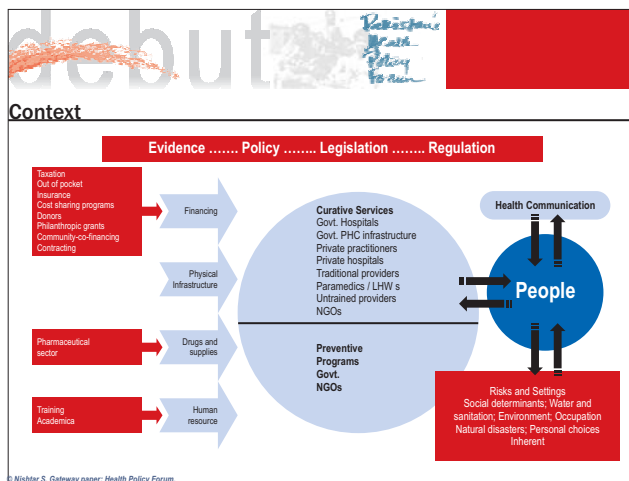 debut
Pakistan's
Health
Policy
Forum
Context
Evidence ....... Policy ...... Legislation ........ Regulation
Taxation
Out of pocket
Insurance
Cost sharing programs
Donors
Philanthropic grants
Community-co-financing
Contracting
Financing
Physical
Infrastructure
Pharmaceutical
sector
Drugs and
supplies
Training
Academica
Human
resource
Curative Services
Govt. Hospitals
Govt. PHC infrastructure
Private practitioners
Private hospitals
Traditional providers
Paramedics / LHW s
Untrained providers
NGOs
Preventive
Programs
Govt.
NGOs
Health Communication
People
Risks and Settings
Social determinants; Water and
sanitation; Environment; Occupation
Natural disasters; Personal choices
Inherent
© Nishtar S. Gateway paper; Health Policy Forum.